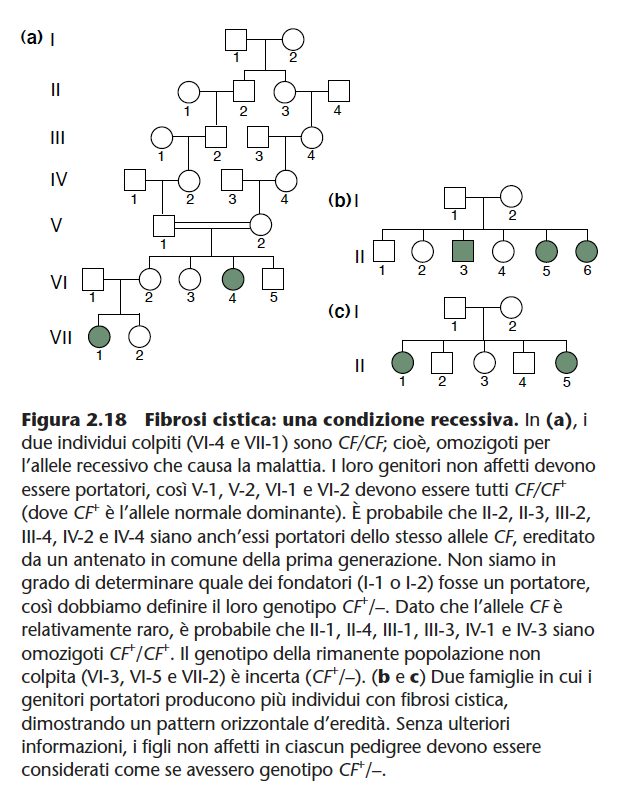 (a) I
1 2
II
1 2 3 4
III
1 2 3 4
IV
1 2 3 4
(b) I
1 2
V
1 2
II
1 2 3 4 5 6
VI
1 2 3 4 5
(c) I
1 2
VII
1 2
II
1 2 3 4 5
Figura 2.18 Fibrosi cistica: una condizione recessiva. In (a), i
due individui colpiti (VI-4 e VII-1) sono CF/CF; cioè, omozigoti per
l'allele recessivo che causa la malattia. I loro genitori non affetti devono
essere portatori, così V-1, V-2, VI-1 e VI-2 devono essere tutti CF/CF⁺
(dove CF⁺ è l'allele normale dominante). È probabile che II-2, II-3, III-2,
III-4, IV-2 e IV-4 siano anch'essi portatori dello stesso allele CF, ereditato
da un antenato in comune della prima generazione. Non siamo in
grado di determinare quale dei fondatori (I-1 o I-2) fosse un portatore,
così dobbiamo definire il loro genotipo CF⁺/–. Dato che l'allele CF è
relativamente raro, è probabile che II-1, II-4, III-1, III-3, IV-1 e IV-3 siano
omozigoti CF⁺/CF⁺. Il genotipo della rimanente popolazione non
colpita (VI-3, VI-5 e VII-2) è incerta (CF⁺/–). (b e c) Due famiglie in cui i
genitori portatori producono più individui con fibrosi cistica,
dimostrando un pattern orizzontale d'eredità. Senza ulteriori
informazioni, i figli non affetti in ciascun pedigree devono essere
considerati come se avessero genotipo CF⁺/–.